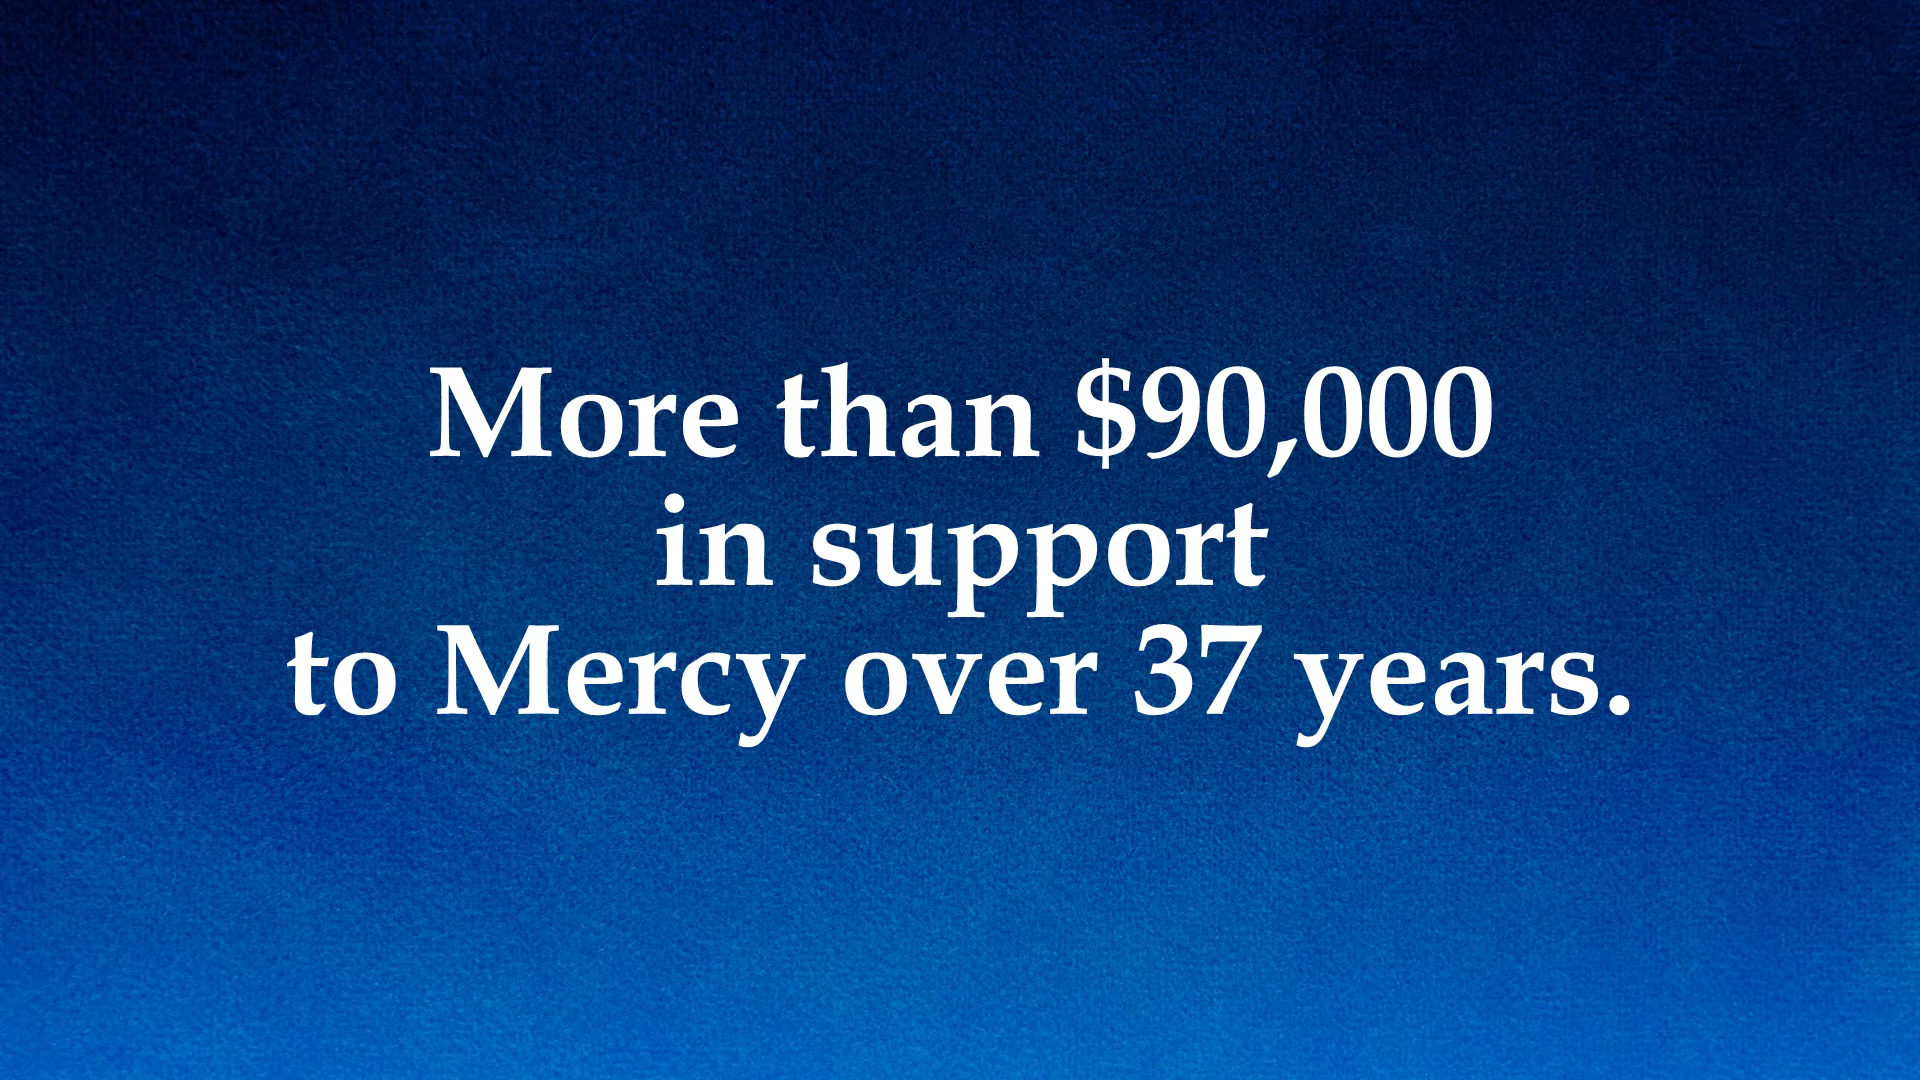 More than $90,000
in support
to Mercy over 37 years.